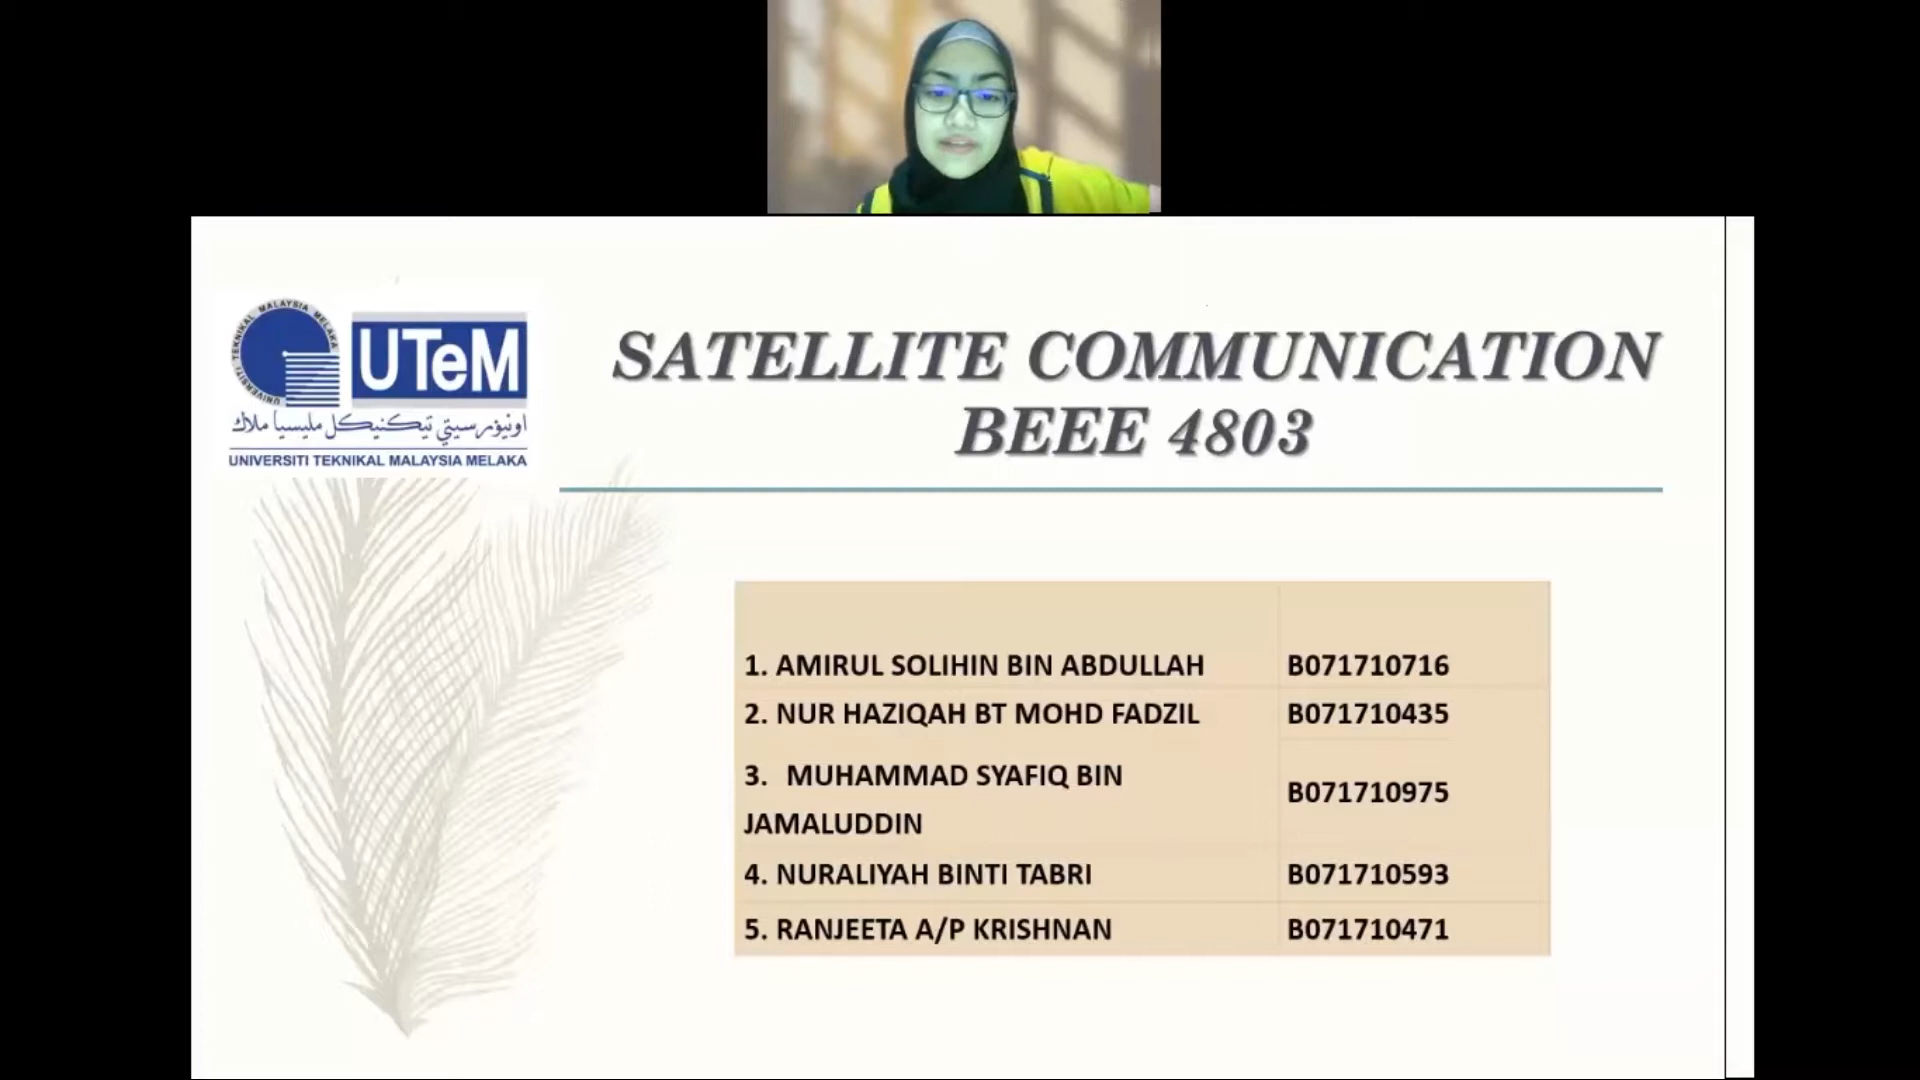 UNIVERSITI TEKNIKAL MALAYSIA MELAKA
UTeM
اونيۏرسيتي تيكنيكل مليسيا ملاك
UNIVERSITI TEKNIKAL MALAYSIA MELAKA
SATELLITE COMMUNICATION
BEEE 4803
1. AMIRUL SOLIHIN BIN ABDULLAH B071710716
2. NUR HAZIQAH BT MOHD FADZIL B071710435
3. MUHAMMAD SYAFIQ BIN
JAMALUDDIN B071710975
4. NURALIYAH BINTI TABRI B071710593
5. RANJEETA A/P KRISHNAN B071710471